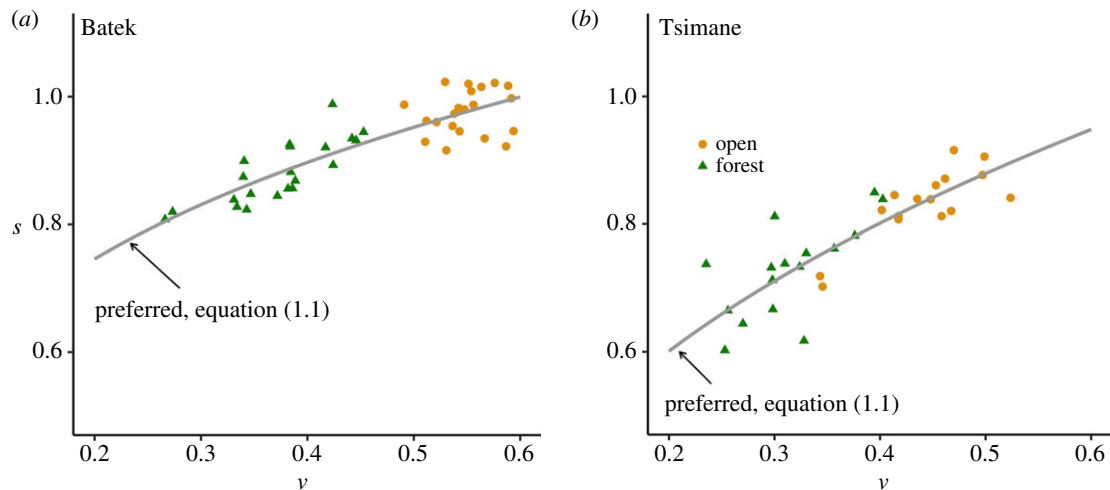 (a)
Batek
1.0
0.8
s
0.6
preferred, equation (1.1)
0.2 0.3 0.4 0.5 0.6
v
(b)
Tsimane
1.0
open
forest
0.8
0.6
preferred, equation (1.1)
0.2 0.3 0.4 0.5 0.6
v